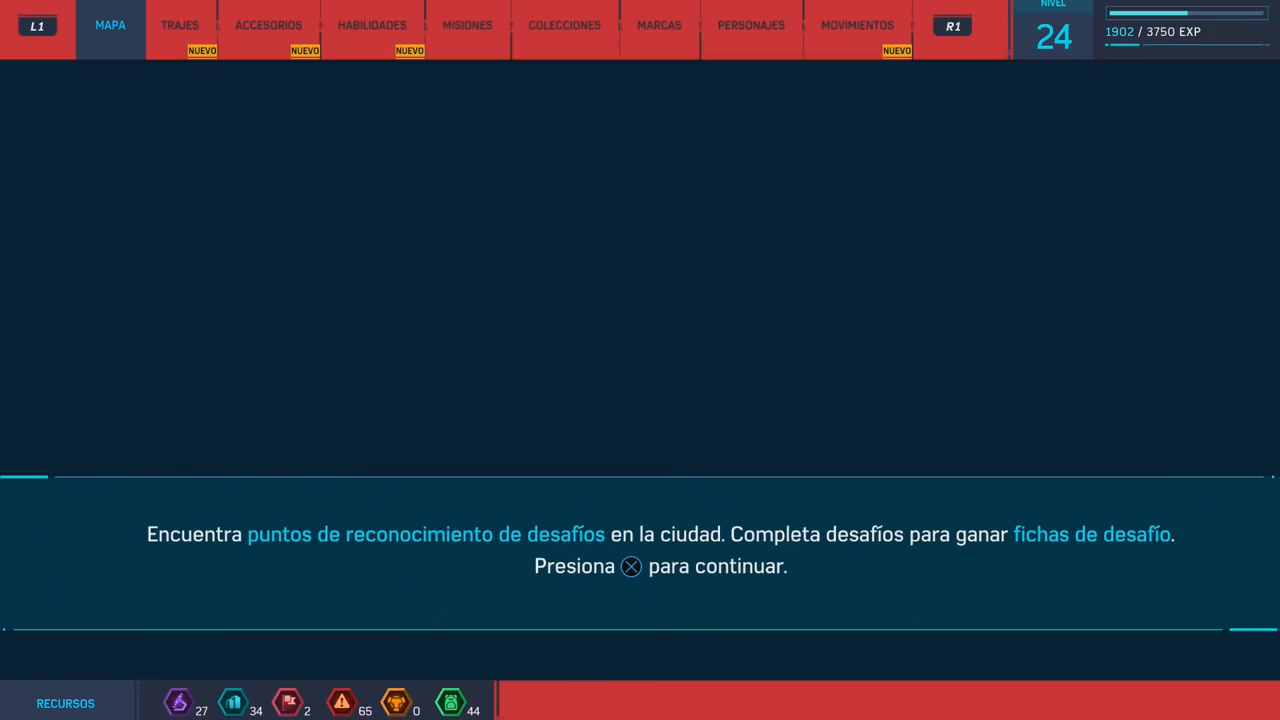 L1 MAPA TRAJES ACCESORIOS HABILIDADES MISIONES COLECCIONES MARCAS PERSONAJES MOVIMIENTOS R1
NUEVO NUEVO NUEVO NUEVO
NIVEL
24
1902 / 3750 EXP
Encuentra puntos de reconocimiento de desafíos en la ciudad. Completa desafíos para ganar fichas de desafío.
Presiona para continuar.
RECURSOS 27 34 2 65 0 44